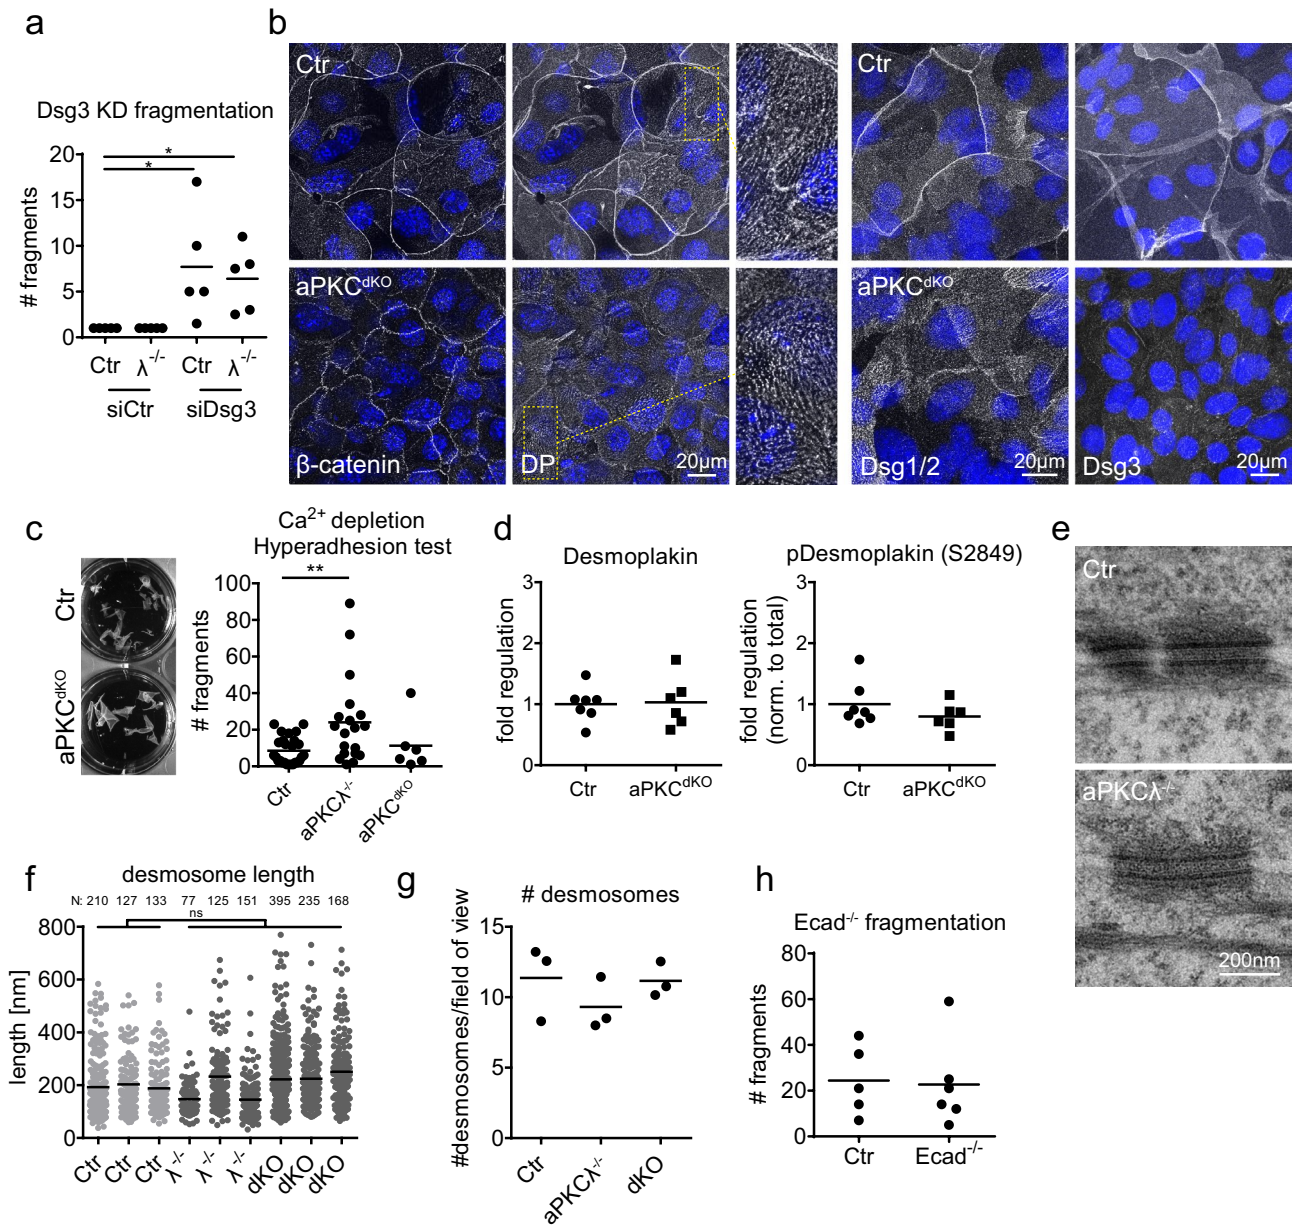 a
Dsg3 KD fragmentation
# fragments
20
15
10
5
0
*
*
Ctr
λ-/-
Ctr
λ-/-
siCtr
siDsg3
b
Ctr
Ctr
aPKCdKO
aPKCdKO
β-catenin
DP
20µm
Dsg1/2
20µm
Dsg3
20µm
c
Ctr
aPKCdKO
Ca2+ depletion
Hyperadhesion test
# fragments
100
80
60
40
20
0
**
Ctr
aPKCλ-/-
aPKCdKO
d
Desmoplakin
fold regulation
3
2
1
0
Ctr
aPKCdKO
pDesmoplakin (S2849)
fold regulation
(norm. to total)
3
2
1
0
Ctr
aPKCdKO
e
Ctr
aPKCλ-/-
200nm
f
desmosome length
N: 210 127 133 77 125 151 395 235 168
ns
length [nm]
800
600
400
200
0
Ctr
Ctr
Ctr
λ-/-
λ-/-
λ-/-
dKO
dKO
dKO
g
# desmosomes
#desmosomes/field of view
15
10
5
0
Ctr
aPKCλ-/-
dKO
h
Ecad-/- fragmentation
# fragments
80
60
40
20
0
Ctr
Ecad-/-